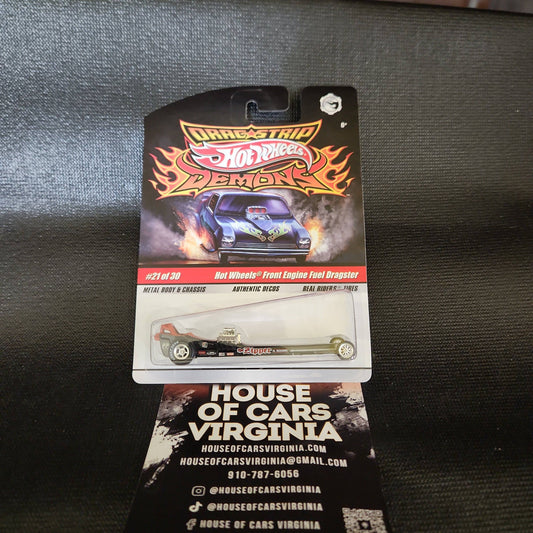 DRAG STRIP
Hot Wheels
DEMONS
#21 of 30
Hot Wheels® Front Engine Fuel Dragster
METAL BODY & CHASSIS
AUTHENTIC DECOS
REAL RIDERS® TIRES
Zipper
HOUSE
OF CARS
VIRGINIA
HOUSEOFCARSVIRGINIA.COM
HOUSEOFCARSVIRGINIA@GMAIL.COM
910-787-6056
@HOUSEOFCARSVIRGINIA
@HOUSEOFCARSVIRGINIA
HOUSE OF CARS VIRGINIA